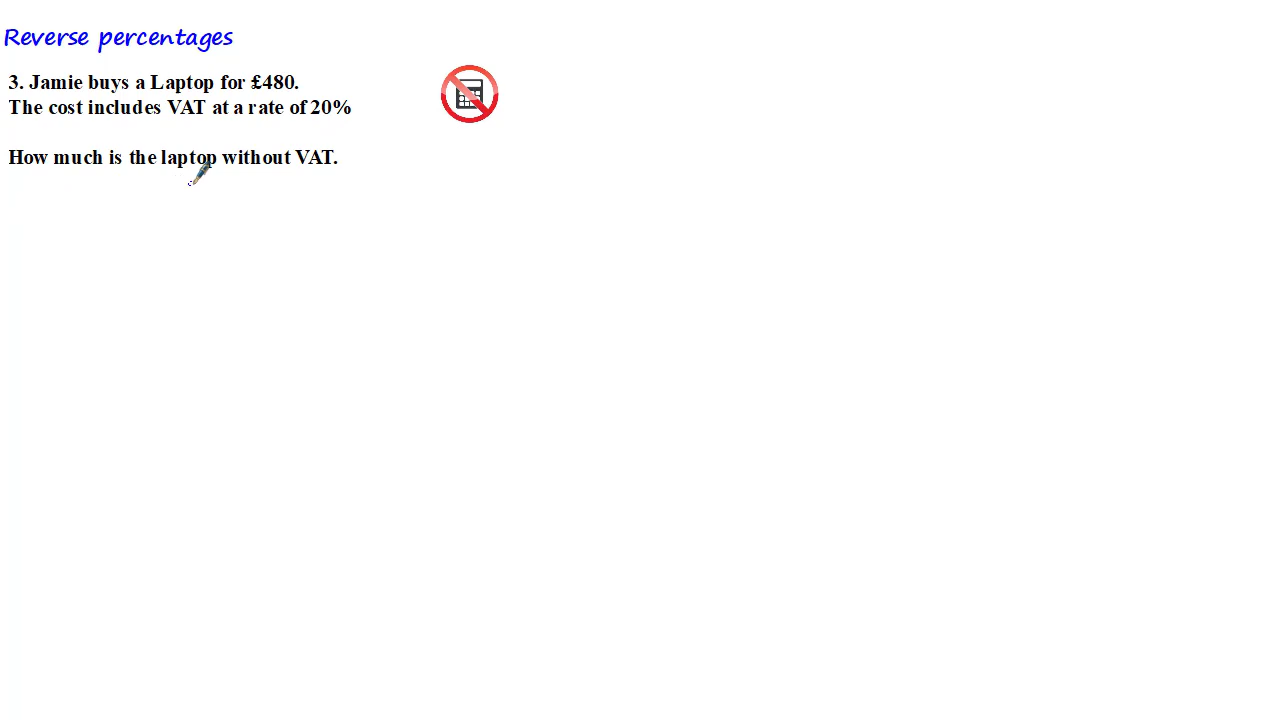 Reverse percentages
3. Jamie buys a Laptop for £480.
The cost includes VAT at a rate of 20%
How much is the laptop without VAT.